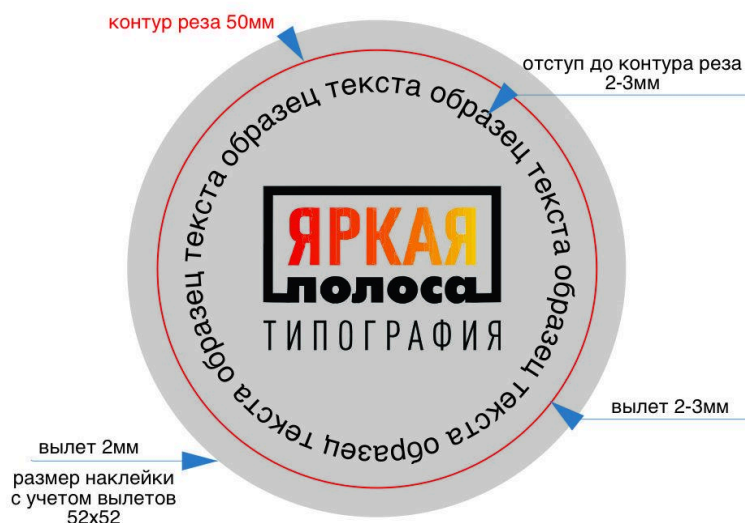 контур реза 50мм
отступ до контура реза
2-3мм
образец текста образец текста образец текста образец текста образец текста образец текста
ЯРКАЯ
полоса
ТИПОГРАФИЯ
вылет 2-3мм
вылет 2мм
размер наклейки
с учетом вылетов
52x52